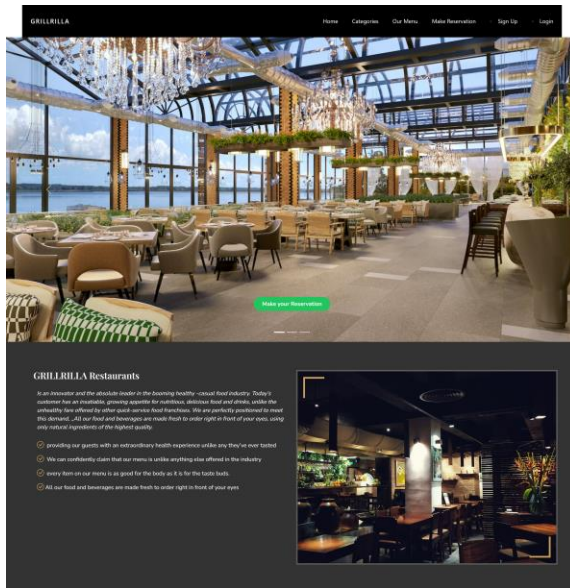 GRILLRILLA
Home Categories Our Menu Make Reservation Sign Up Login
Make your Reservation
GRILLRILLA Restaurants
Is an innovator and the absolute leader in the booming healthy -casual food industry. Today's
customer has an invatiable, growing appetite for nutritious, delicious food and drinks, unlike the
unhealthy fare offered by other quick-service food franchises. We are perfectly positioned to meet
this demand. ..All our food and beverages are made fresh to order right in front of your eyes, using
only natural ingredients of the highest quality.
providing our guests with an extraordinary health experience unlike any they've ever tasted
We can confidently claim that our menu is unlike anything else offered in the industry
every item on our menu is as good for the body as it is for the taste buds.
All our food and beverages are made fresh to order right in front of your eyes